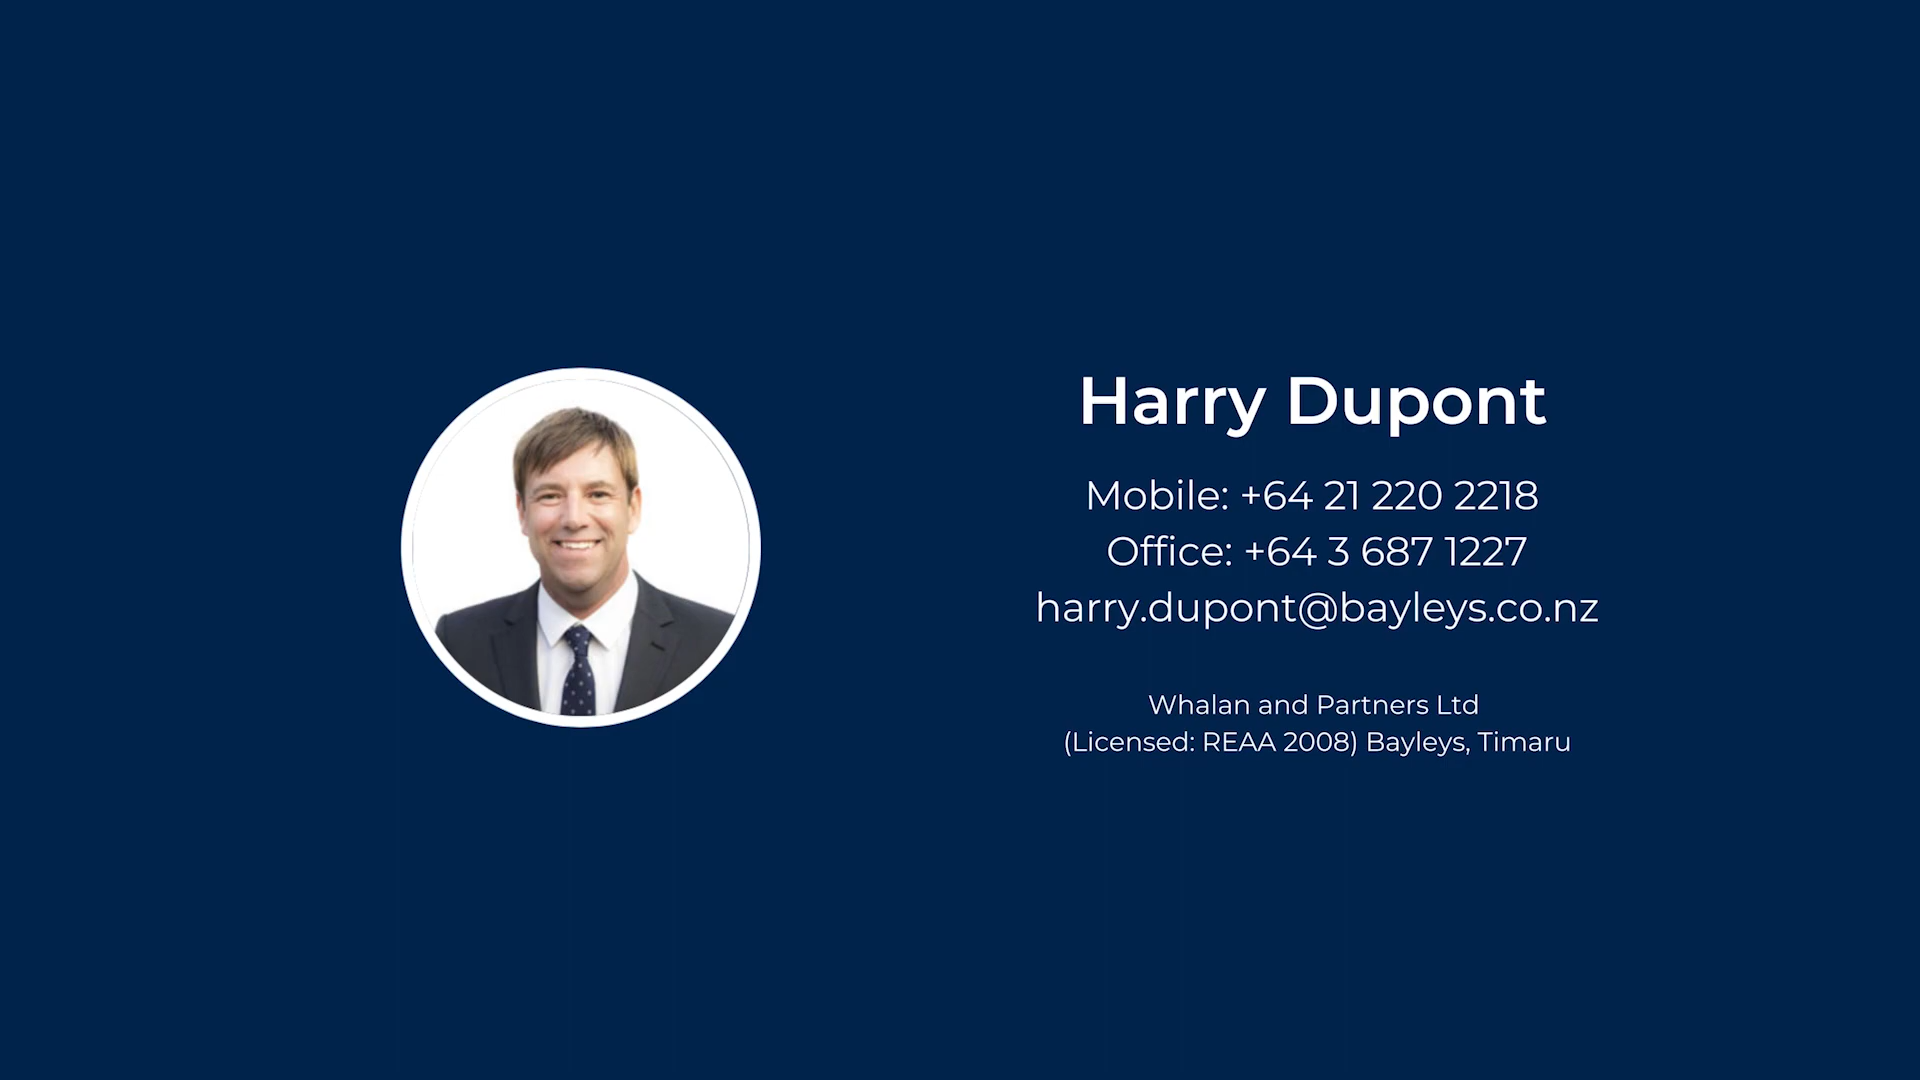 Harry Dupont
Mobile: +64 21 220 2218
Office: +64 3 687 1227
harry.dupont@bayleys.co.nz
Whalan and Partners Ltd
(Licensed: REAA 2008) Bayleys, Timaru